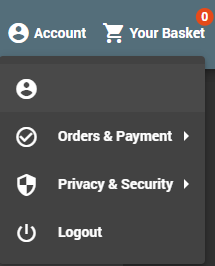 0
Account Your Basket
Orders & Payment
Privacy & Security
Logout